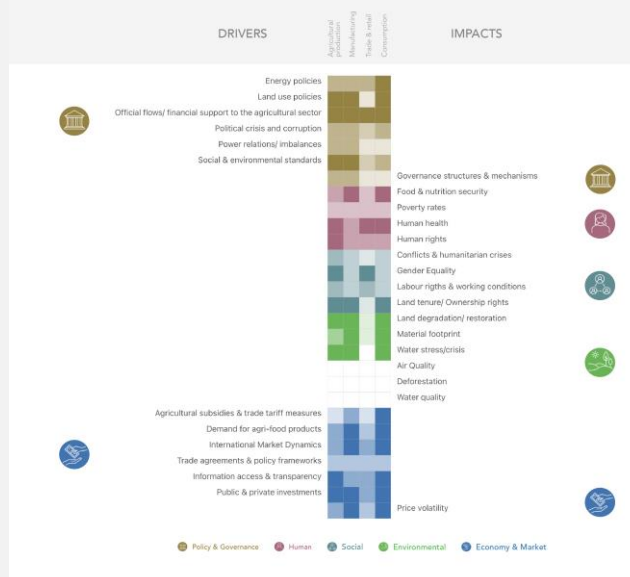 DRIVERS
Agricultural
production
Manufacturing
Trade & retail
Consumption
IMPACTS
Energy policies
Land use policies
Official flows/ financial support to the agricultural sector
Political crisis and corruption
Power relations/ imbalances
Social & environmental standards
Governance structures & mechanisms
Food & nutrition security
Poverty rates
Human health
Human rights
Conflicts & humanitarian crises
Gender Equality
Labour rigths & working conditions
Land tenure/ Ownership rights
Land degradation/ restoration
Material footprint
Water stress/crisis
Air Quality
Deforestation
Water quality
Agricultural subsidies & trade tariff measures
Demand for agri-food products
International Market Dynamics
Trade agreements & policy frameworks
Information access & transparency
Public & private investments
Price volatility
Policy & Governance
Human
Social
Environmental
Economy & Market